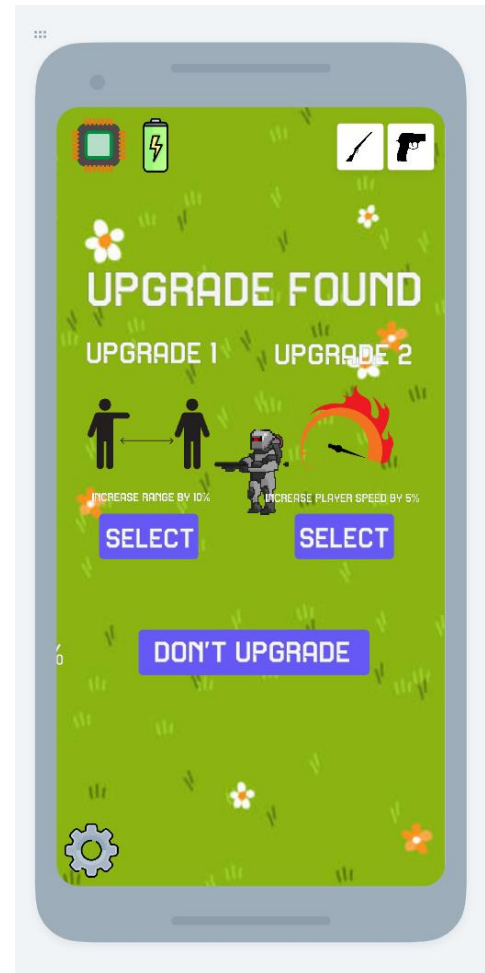 UPGRADE FOUND
UPGRADE 1 UPGRADE 2
INCREASE RANGE BY 10% INCREASE PLAYER SPEED BY 5%
SELECT SELECT
%
DON'T UPGRADE